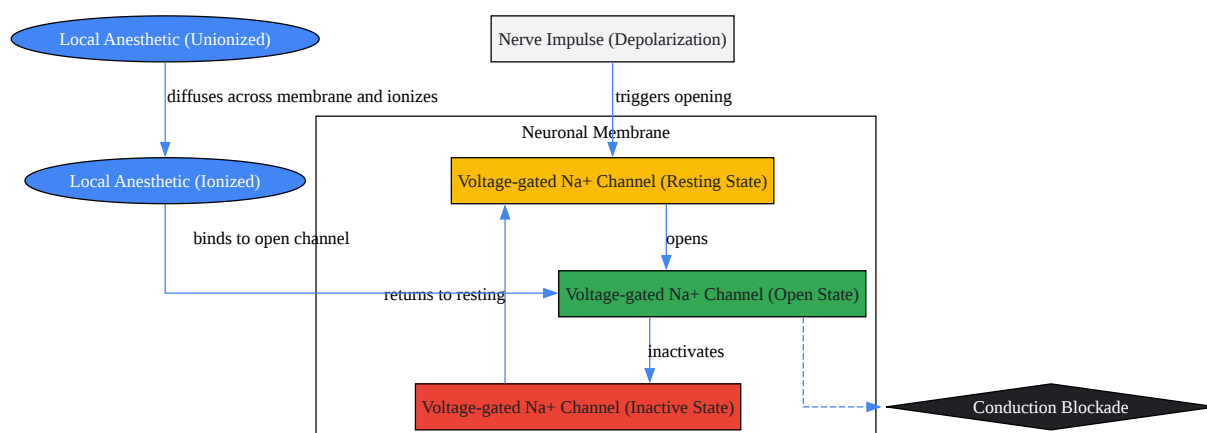 Local Anesthetic (Unionized)
Nerve Impulse (Depolarization)
diffuses across membrane and ionizes
triggers opening
Neuronal Membrane
Local Anesthetic (Ionized)
Voltage-gated Na+ Channel (Resting State)
binds to open channel
opens
returns to resting
Voltage-gated Na+ Channel (Open State)
inactivates
Voltage-gated Na+ Channel (Inactive State)
Conduction Blockade